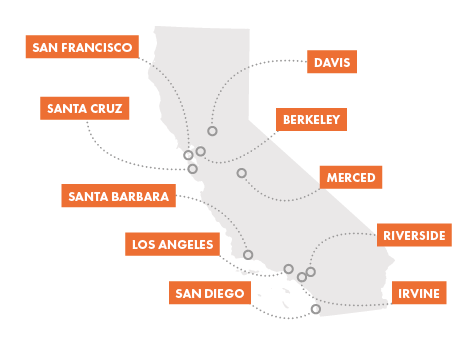 SAN FRANCISCO
DAVIS
SANTA CRUZ
BERKELEY
MERCED
SANTA BARBARA
RIVERSIDE
LOS ANGELES
SAN DIEGO
IRVINE